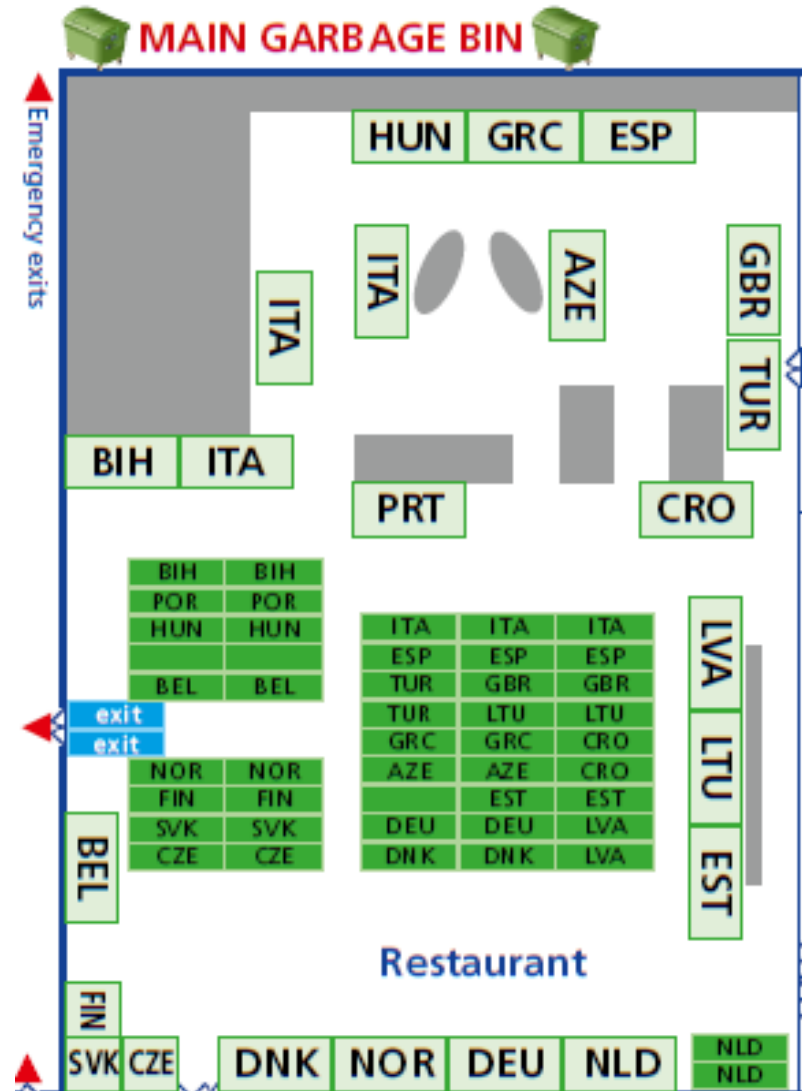 MAIN GARBAGE BIN
Emergency exits
HUN GRC ESP
ITA
ITA
AZE
GBR
TUR
BIH ITA
PRT
CRO
BIH BIH
POR POR
HUN HUN
BEL BEL
exit
exit
NOR NOR
FIN FIN
SVK SVK
CZE CZE
ITA ITA ITA
ESP ESP ESP
TUR GBR GBR
TUR LTU LTU
GRC GRC CRO
AZE AZE CRO
EST EST
DEU DEU LVA
DNK DNK LVA
LVA
LTU
EST
BEL
Restaurant
FIN
SVK CZE DNK NOR DEU NLD
NLD
NLD